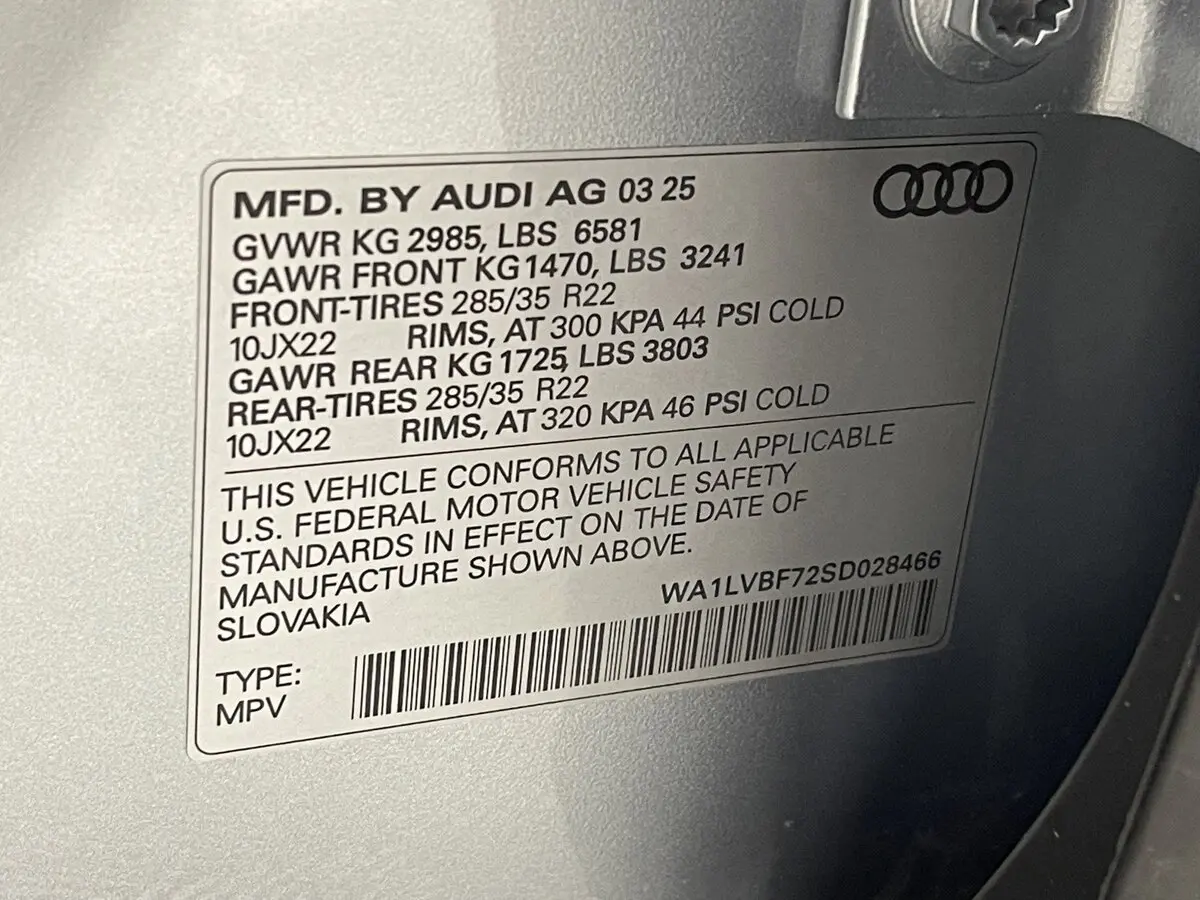 MFD. BY AUDI AG 03 25
GVWR KG 2985, LBS 6581
GAWR FRONT KG 1470, LBS 3241
FRONT-TIRES 285/35 R22
10JX22 RIMS, AT 300 KPA 44 PSI COLD
GAWR REAR KG 1725, LBS 3803
REAR-TIRES 285/35 R22
10JX22 RIMS, AT 320 KPA 46 PSI COLD
THIS VEHICLE CONFORMS TO ALL APPLICABLE
U.S. FEDERAL MOTOR VEHICLE SAFETY
STANDARDS IN EFFECT ON THE DATE OF
MANUFACTURE SHOWN ABOVE.
SLOVAKIA
WA1LVBF72SD028466
TYPE:
MPV